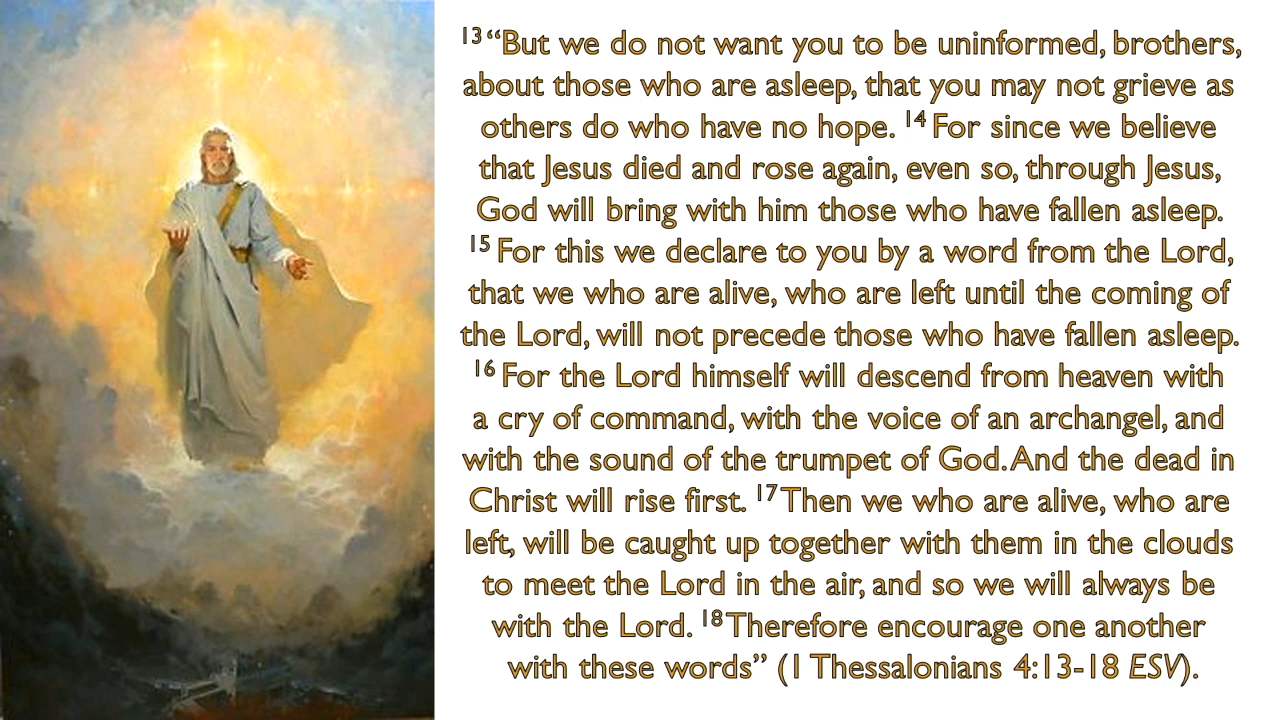 13 “But we do not want you to be uninformed, brothers,
about those who are asleep, that you may not grieve as
others do who have no hope. 14 For since we believe
that Jesus died and rose again, even so, through Jesus,
God will bring with him those who have fallen asleep.
15 For this we declare to you by a word from the Lord,
that we who are alive, who are left until the coming of
the Lord, will not precede those who have fallen asleep.
16 For the Lord himself will descend from heaven with
a cry of command, with the voice of an archangel, and
with the sound of the trumpet of God. And the dead in
Christ will rise first. 17 Then we who are alive, who are
left, will be caught up together with them in the clouds
to meet the Lord in the air, and so we will always be
with the Lord. 18 Therefore encourage one another
with these words” (1 Thessalonians 4:13-18 ESV).